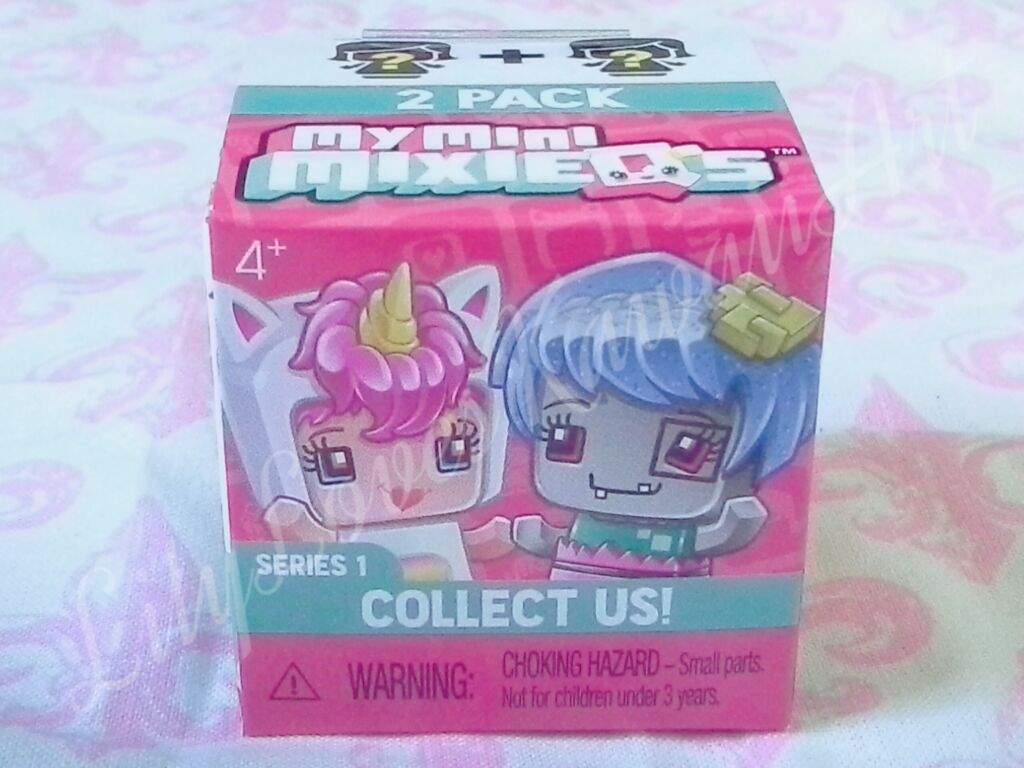 ? + ?
2 PACK
MY MINI
MIXIEQ'S™
4+
SERIES 1
COLLECT US!
WARNING: CHOKING HAZARD – Small parts.
Not for children under 3 years.